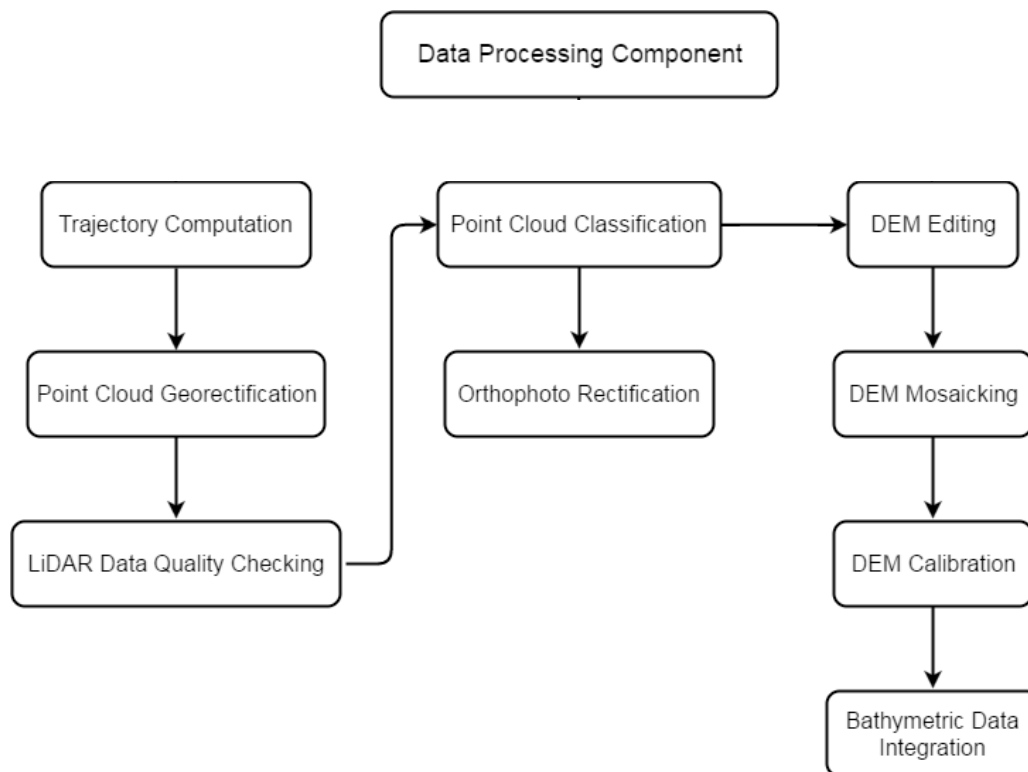 Data Processing Component
Trajectory Computation
Point Cloud Georectification
LiDAR Data Quality Checking
Point Cloud Classification
Orthophoto Rectification
DEM Editing
DEM Mosaicking
DEM Calibration
Bathymetric Data
Integration